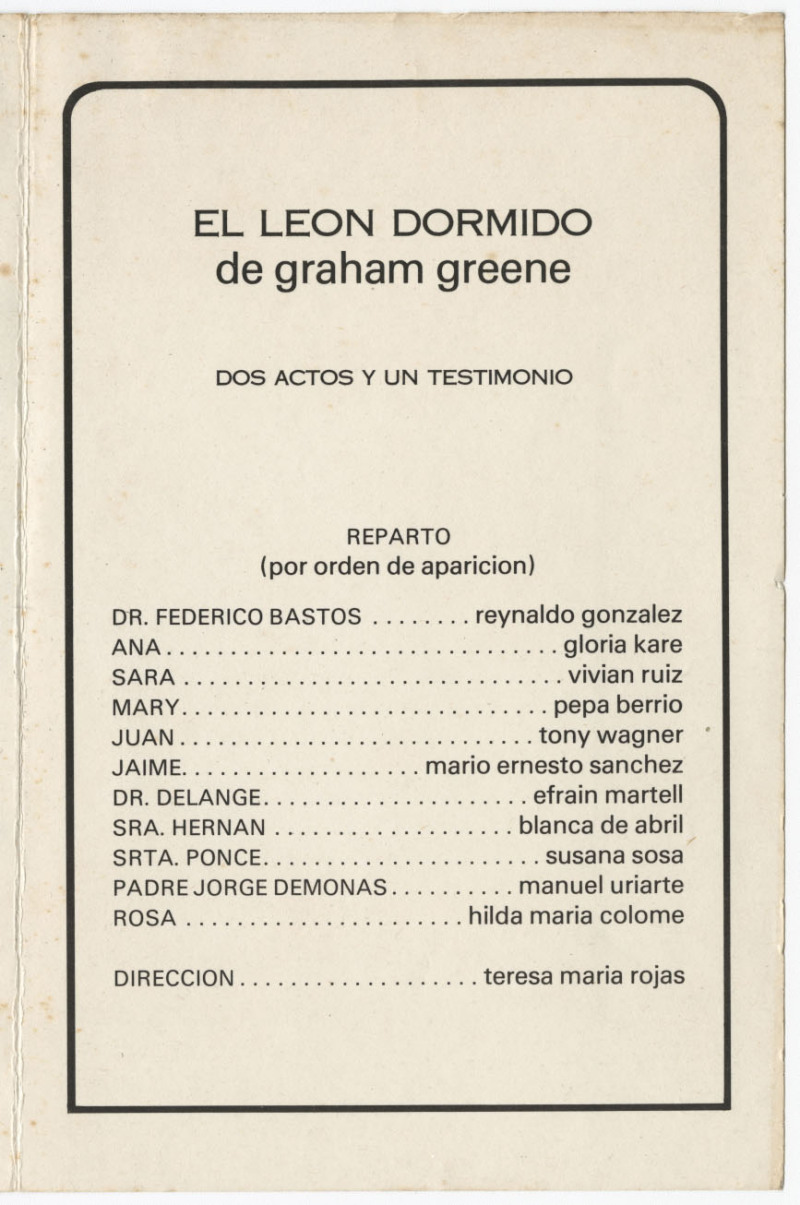 EL LEON DORMIDO
de graham greene
DOS ACTOS Y UN TESTIMONIO
REPARTO
(por orden de aparicion)
DR. FEDERICO BASTOS ........ reynaldo gonzalez
ANA ............................... gloria kare
SARA .............................. vivian ruiz
MARY............................. pepa berrio
JUAN ............................ tony wagner
JAIME................... mario ernesto sanchez
DR. DELANGE..................... efrain martell
SRA. HERNAN ................... blanca de abril
SRTA. PONCE...................... susana sosa
PADRE JORGE DEMONAS.......... manuel uriarte
ROSA ...................... hilda maria colome
DIRECCION................... teresa maria rojas